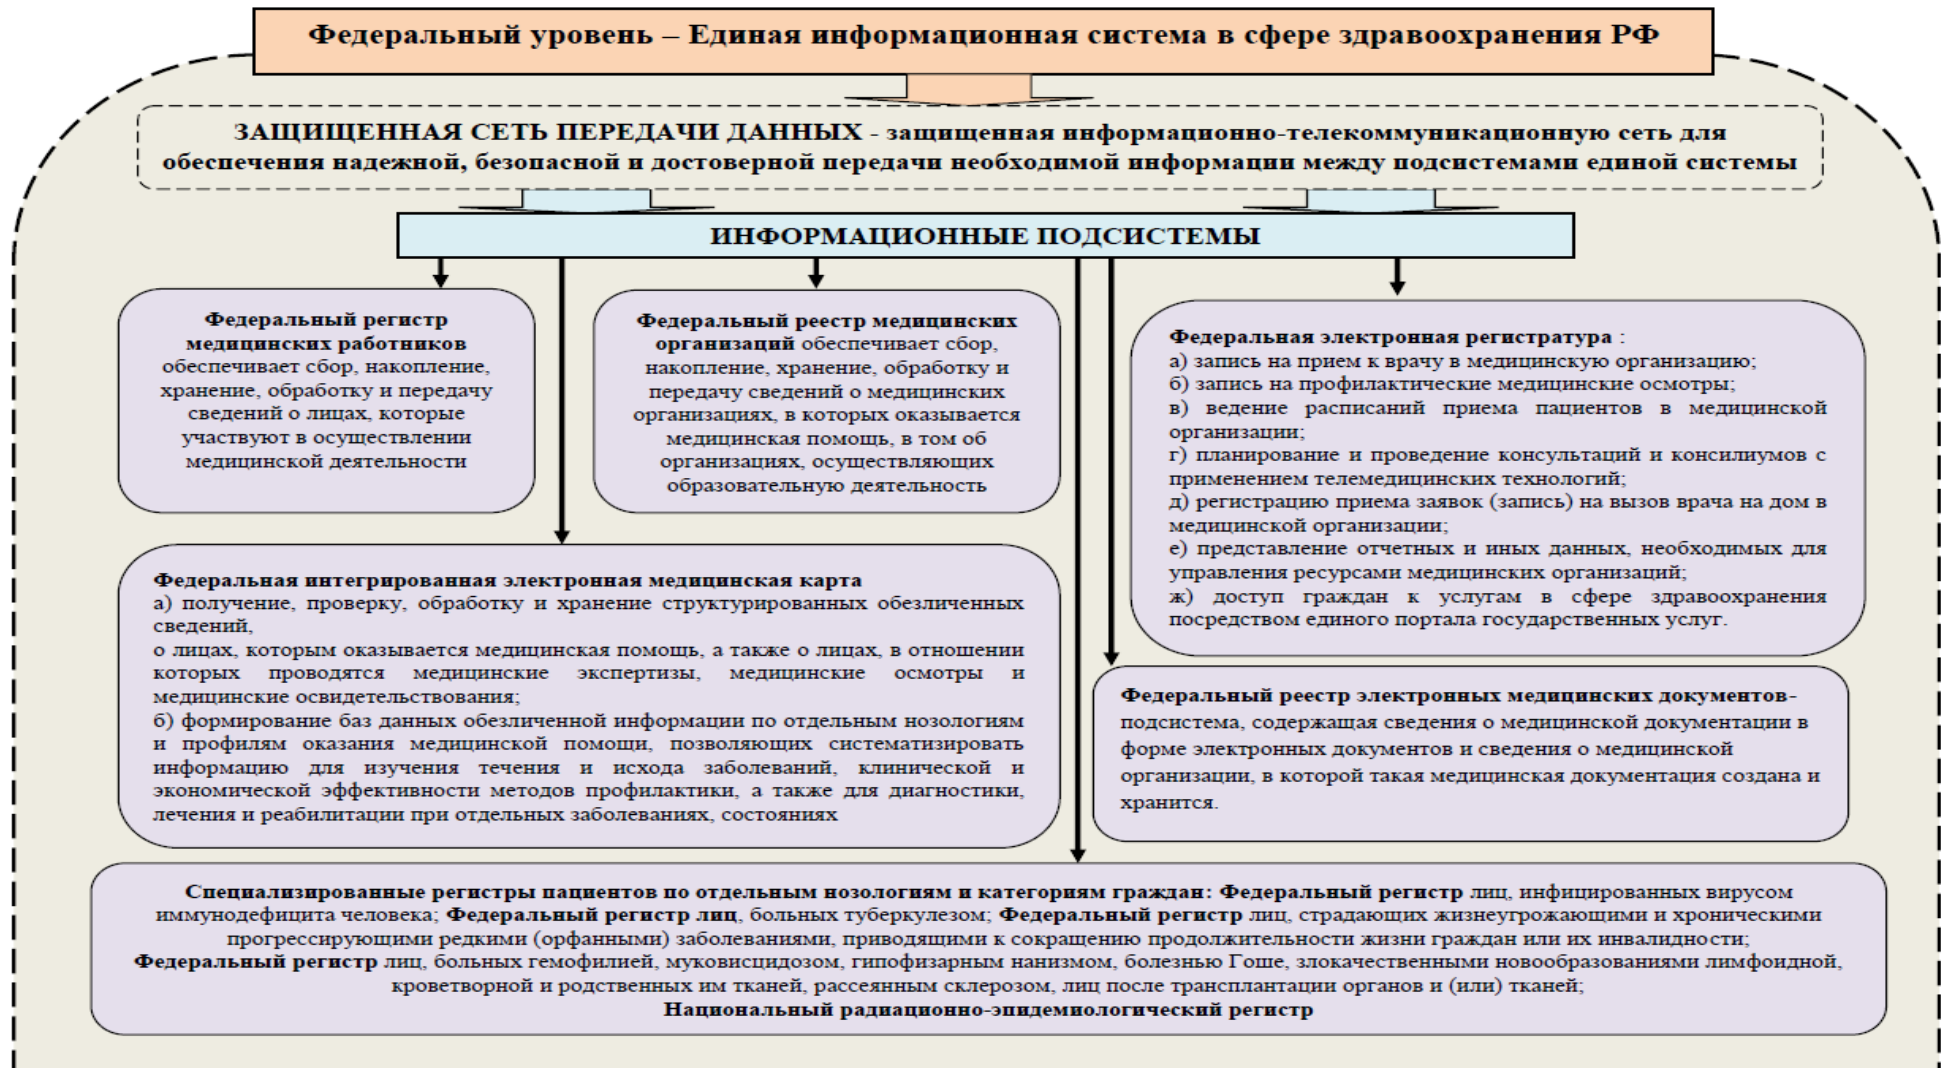 Федеральный уровень – Единая информационная система в сфере здравоохранения РФ
ЗАЩИЩЕННАЯ СЕТЬ ПЕРЕДАЧИ ДАННЫХ - защищенная информационно-телекоммуникационную сеть для
обеспечения надежной, безопасной и достоверной передачи необходимой информации между подсистемами единой системы
ИНФОРМАЦИОННЫЕ ПОДСИСТЕМЫ
Федеральный регистр
медицинских работников
обеспечивает сбор, накопление,
хранение, обработку и передачу
сведений о лицах, которые
участвуют в осуществлении
медицинской деятельности
Федеральный реестр медицинских
организаций обеспечивает сбор,
накопление, хранение, обработку и
передачу сведений о медицинских
организациях, в которых оказывается
медицинская помощь, в том об
организациях, осуществляющих
образовательную деятельность
Федеральная электронная регистратура :
а) запись на прием к врачу в медицинскую организацию;
б) запись на профилактические медицинские осмотры;
в) ведение расписаний приема пациентов в медицинской
организации;
г) планирование и проведение консультаций и консилиумов с
применением телемедицинских технологий;
д) регистрацию приема заявок (запись) на вызов врача на дом в
медицинской организации;
е) представление отчетных и иных данных, необходимых для
управления ресурсами медицинских организаций;
ж) доступ граждан к услугам в сфере здравоохранения
посредством единого портала государственных услуг.
Федеральная интегрированная электронная медицинская карта
а) получение, проверку, обработку и хранение структурированных обезличенных
сведений,
о лицах, которым оказывается медицинская помощь, а также о лицах, в отношении
которых проводятся медицинские экспертизы, медицинские осмотры и
медицинские освидетельствования;
б) формирование баз данных обезличенной информации по отдельным нозологиям
и профилям оказания медицинской помощи, позволяющих систематизировать
информацию для изучения течения и исхода заболеваний, клинической и
экономической эффективности методов профилактики, а также для диагностики,
лечения и реабилитации при отдельных заболеваниях, состояниях
Федеральный реестр электронных медицинских документов-
подсистема, содержащая сведения о медицинской документации в
форме электронных документов и сведения о медицинской
организации, в которой такая медицинская документация создана и
хранится.
Специализированные регистры пациентов по отдельным нозологиям и категориям граждан: Федеральный регистр лиц, инфицированных вирусом
иммунодефицита человека; Федеральный регистр лиц, больных туберкулезом; Федеральный регистр лиц, страдающих жизнеугрожающими и хроническими
прогрессирующими редкими (орфанными) заболеваниями, приводящими к сокращению продолжительности жизни граждан или их инвалидности;
Федеральный регистр лиц, больных гемофилией, муковисцидозом, гипофизарным нанизмом, болезнью Гоше, злокачественными новообразованиями лимфоидной,
кроветворной и родственных им тканей, рассеянным склерозом, лиц после трансплантации органов и (или) тканей;
Национальный радиационно-эпидемиологический регистр